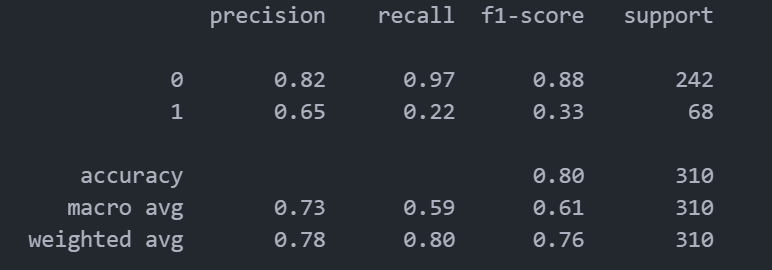 precision recall f1-score support
0 0.82 0.97 0.88 242
1 0.65 0.22 0.33 68
accuracy 0.80 310
macro avg 0.73 0.59 0.61 310
weighted avg 0.78 0.80 0.76 310